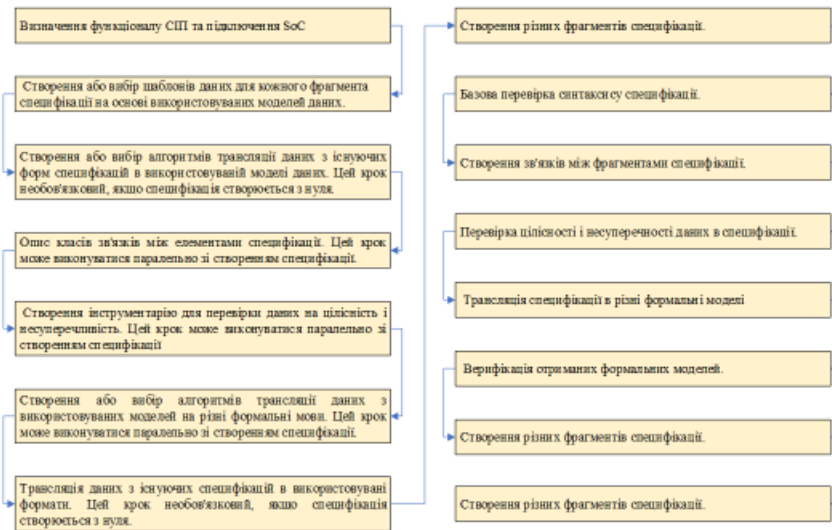 Визначення функціоналу СІП та підключення SoC
Створення або вибір шаблонів даних для кожного фрагмента
специфікації на основі використовуваних моделей даних.
Створення або вибір алгоритмів трансляції даних з існуючих
форм специфікацій в використовуваній моделі даних. Цей крок
необов'язковий, якщо специфікація створюється з нуля.
Опис класів зв'язків між елементами специфікації. Цей крок
може виконуватися паралельно зі створенням специфікації.
Створення інструментарію для перевірки даних на цілісність і
несуперечливість. Цей крок може виконуватися паралельно зі
створенням специфікації
Створення або вибір алгоритмів трансляції даних з
використовуваних моделей на різні формальні мови. Цей крок
може виконуватися паралельно зі створенням специфікації.
Трансляція даних з існуючих специфікацій в використовувані
формати. Цей крок необов'язковий, якщо специфікація
створюється з нуля.
Створення різних фрагментів специфікації.
Базова перевірка синтаксису специфікації.
Створення зв'язків між фрагментами специфікації.
Перевірка цілісності і несуперечності даних в специфікації.
Трансляція специфікації в різні формальні моделі
Верифікація отриманих формальних моделей.
Створення різних фрагментів специфікації.
Створення різних фрагментів специфікації.